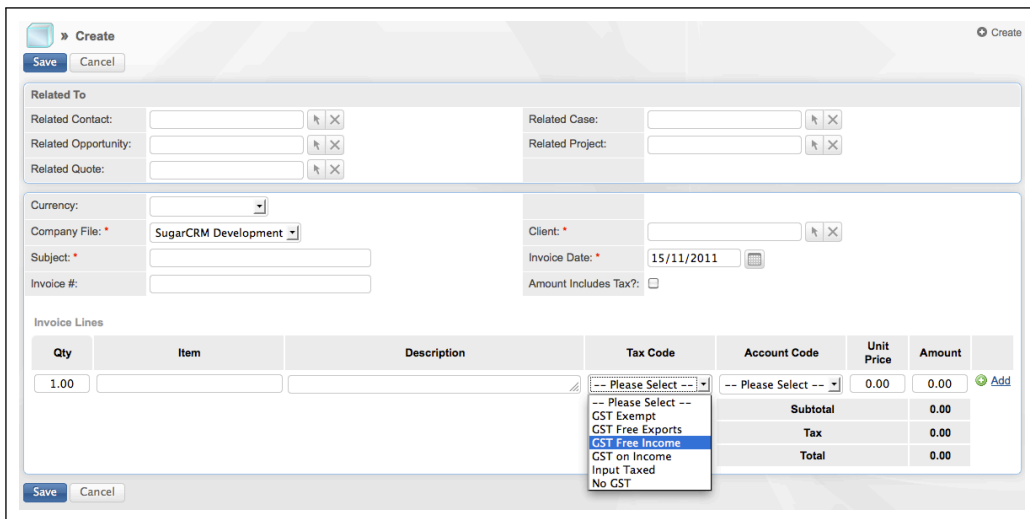 » Create
Create
Save Cancel
Related To
Related Contact:
Related Case:
Related Opportunity:
Related Project:
Related Quote:
Currency:
Company File: * SugarCRM Development
Client: *
Subject: *
Invoice Date: * 15/11/2011
Invoice #:
Amount Includes Tax?:
Invoice Lines
Qty Item Description Tax Code Account Code Unit Price Amount
1.00 -- Please Select -- -- Please Select -- 0.00 0.00 Add
-- Please Select --
GST Exempt
GST Free Exports
GST Free Income
GST on Income
Input Taxed
No GST
Subtotal 0.00
Tax 0.00
Total 0.00
Save Cancel